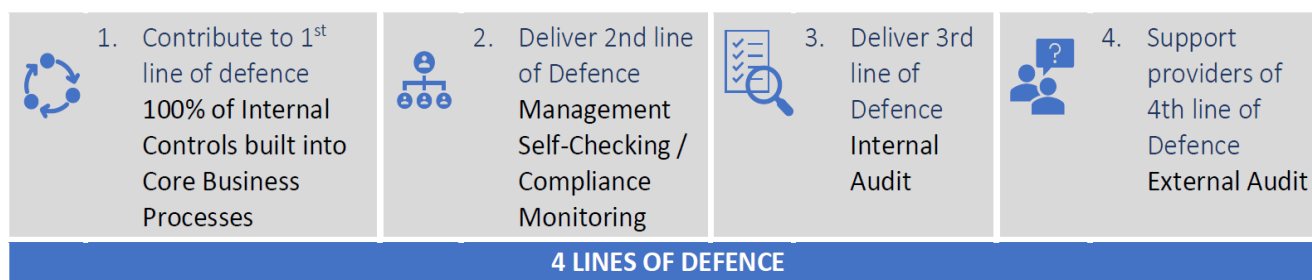 1. Contribute to 1st
line of defence
100% of Internal
Controls built into
Core Business
Processes
2. Deliver 2nd line
of Defence
Management
Self-Checking /
Compliance
Monitoring
3. Deliver 3rd
line of
Defence
Internal
Audit
?
4. Support
providers of
4th line of
Defence
External Audit
4 LINES OF DEFENCE